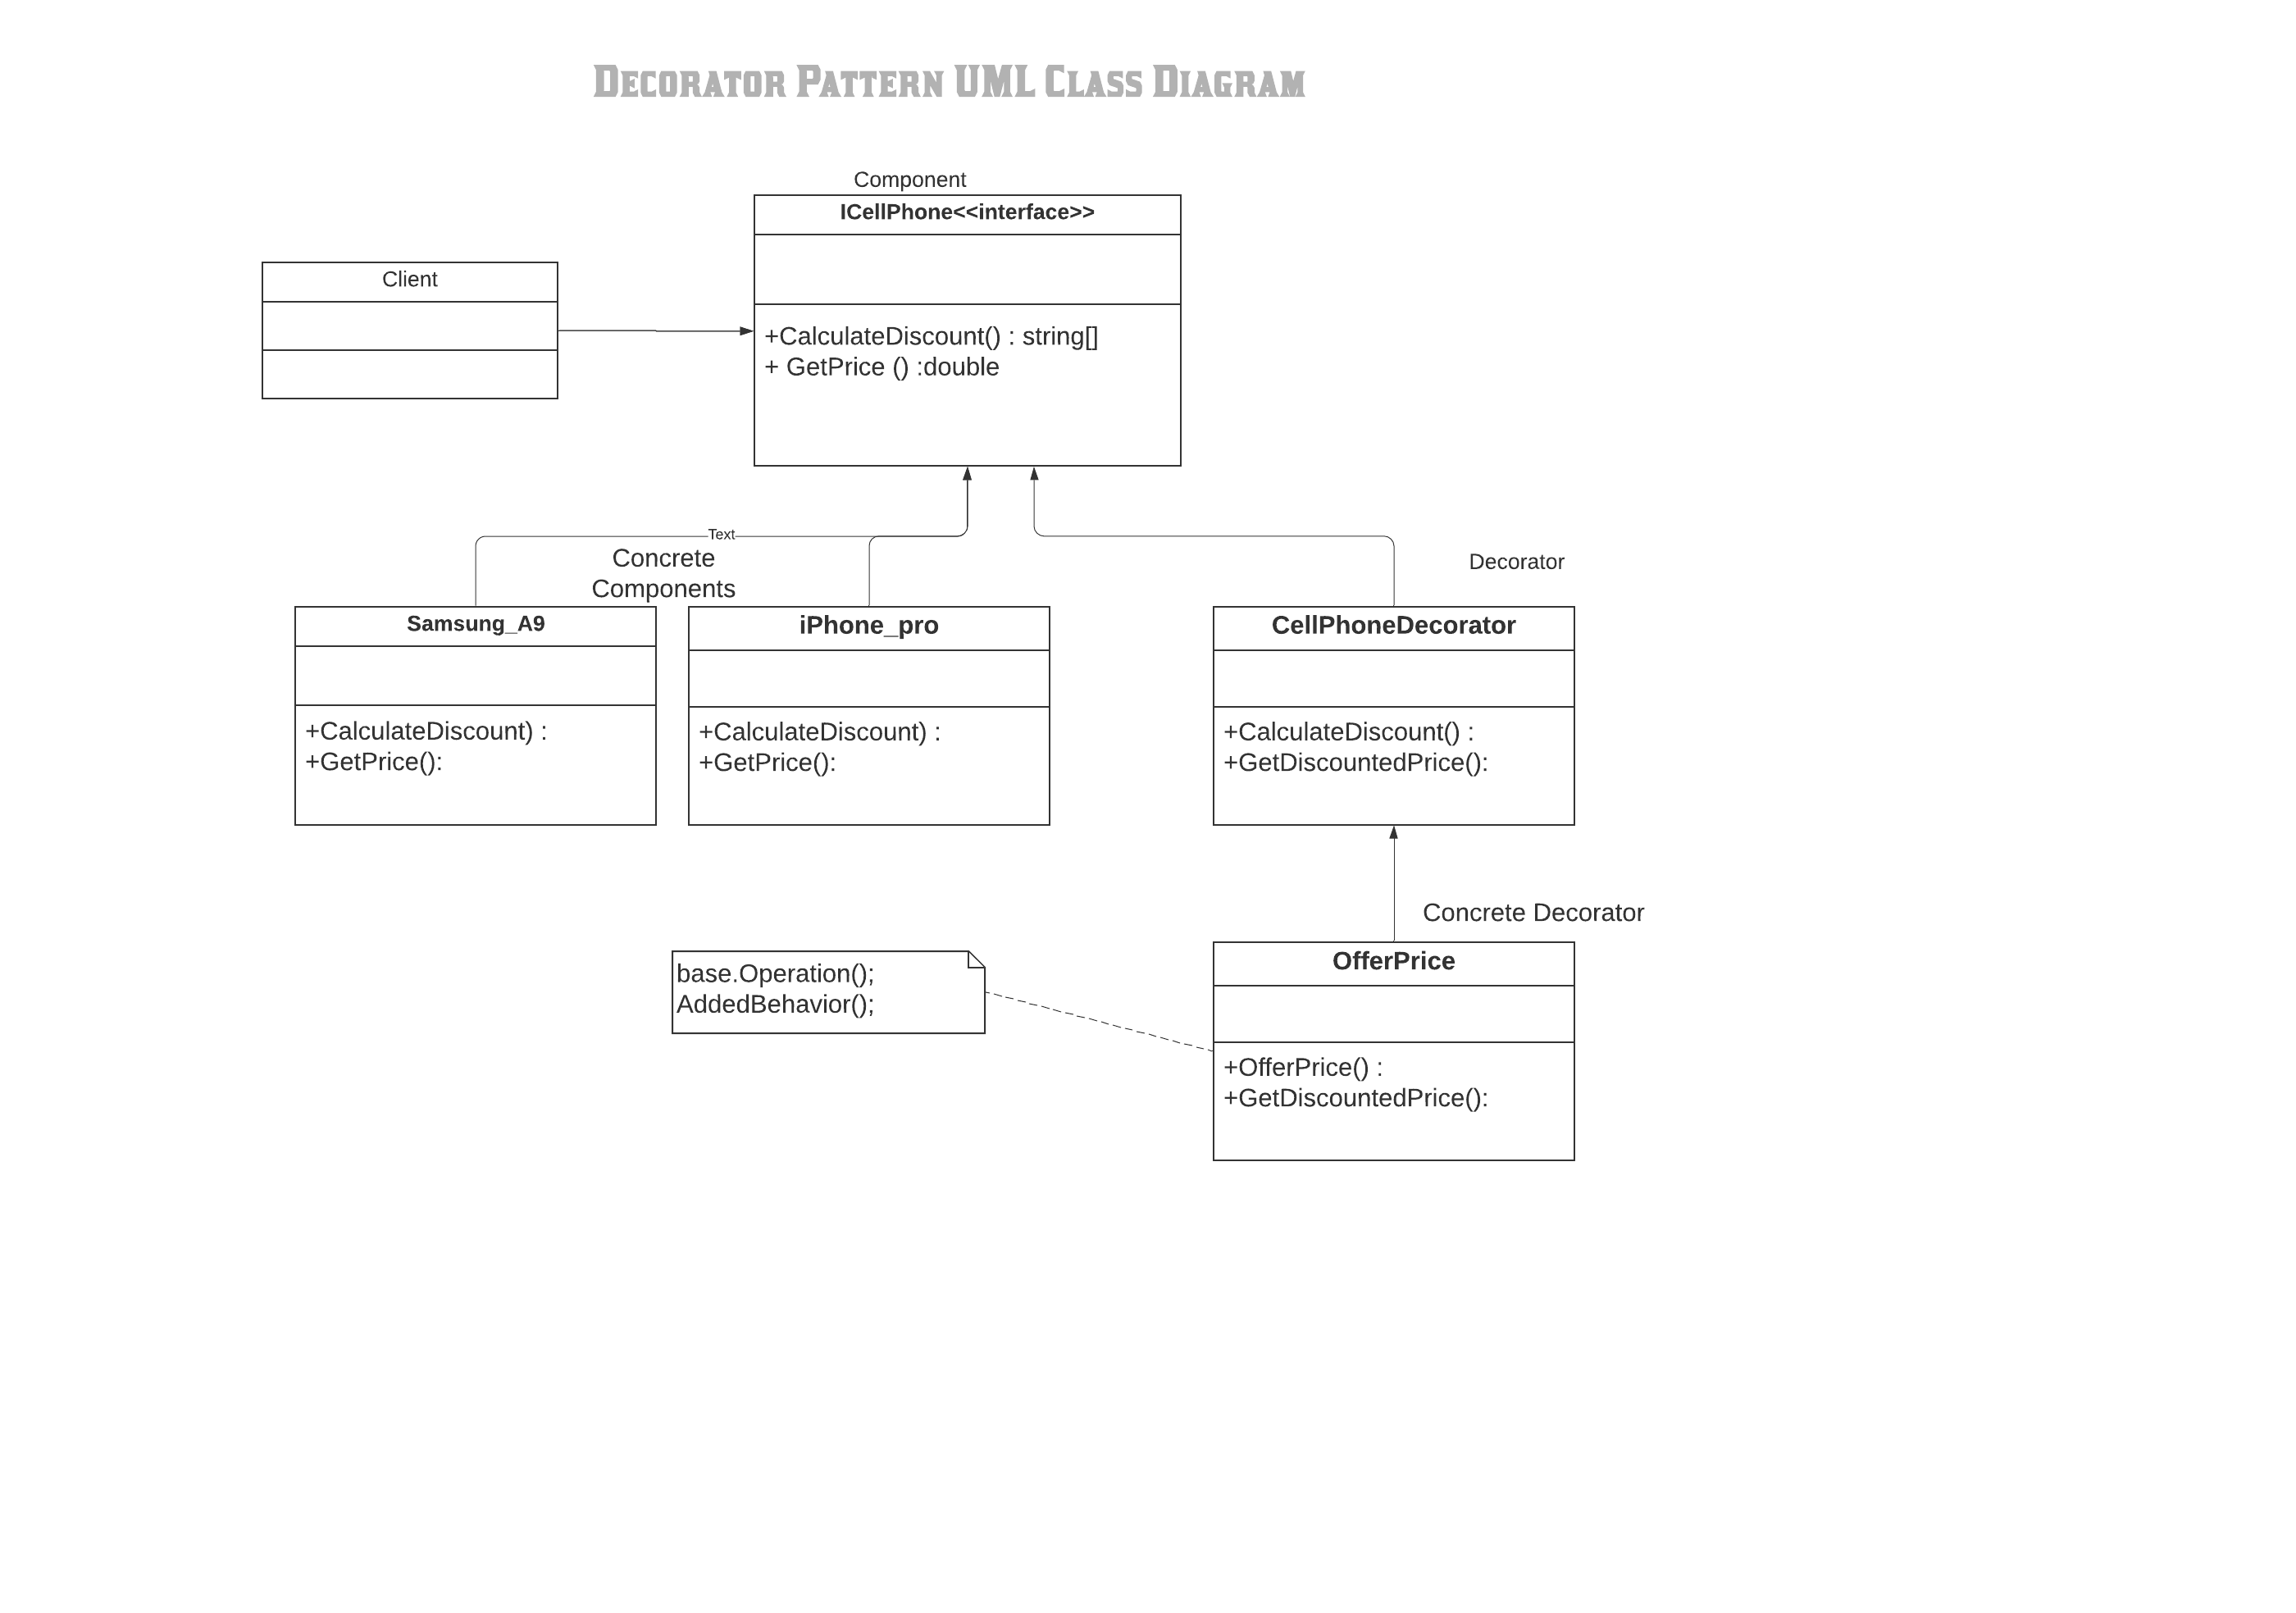 Decorator Pattern UML Class Diagram
Component
ICellPhone<<interface>>
+CalculateDiscount() : string[]
+ GetPrice () :double
Client
Text
Concrete
Components
Decorator
Samsung_A9
+CalculateDiscount) :
+GetPrice():
iPhone_pro
+CalculateDiscount) :
+GetPrice():
CellPhoneDecorator
+CalculateDiscount() :
+GetDiscountedPrice():
Concrete Decorator
base.Operation();
AddedBehavior();
OfferPrice
+OfferPrice() :
+GetDiscountedPrice():